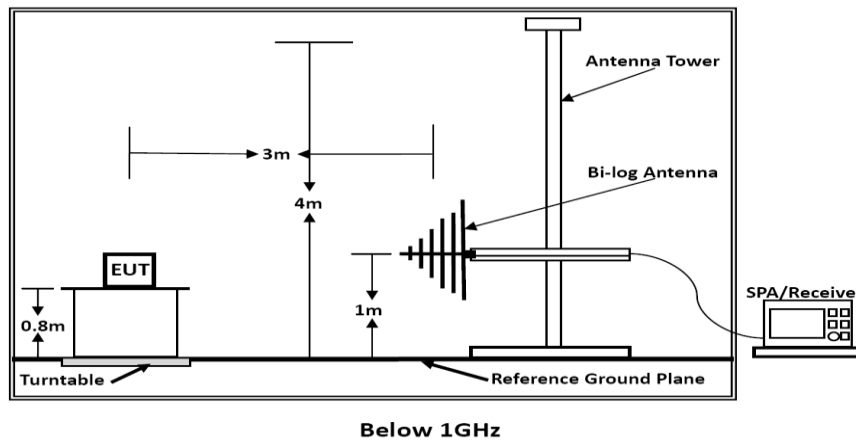 Antenna Tower
3m
Bi-log Antenna
4m
EUT
1m
SPA/Receive
0.8m
Turntable
Reference Ground Plane
Below 1GHz